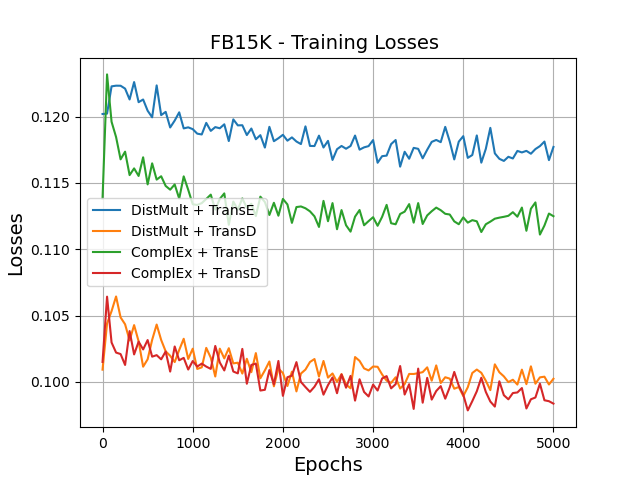 FB15K - Training Losses
Losses
0.120
0.115
0.110
0.105
0.100
DistMult + TransE
DistMult + TransD
ComplEx + TransE
ComplEx + TransD
0
1000
2000
3000
4000
5000
Epochs